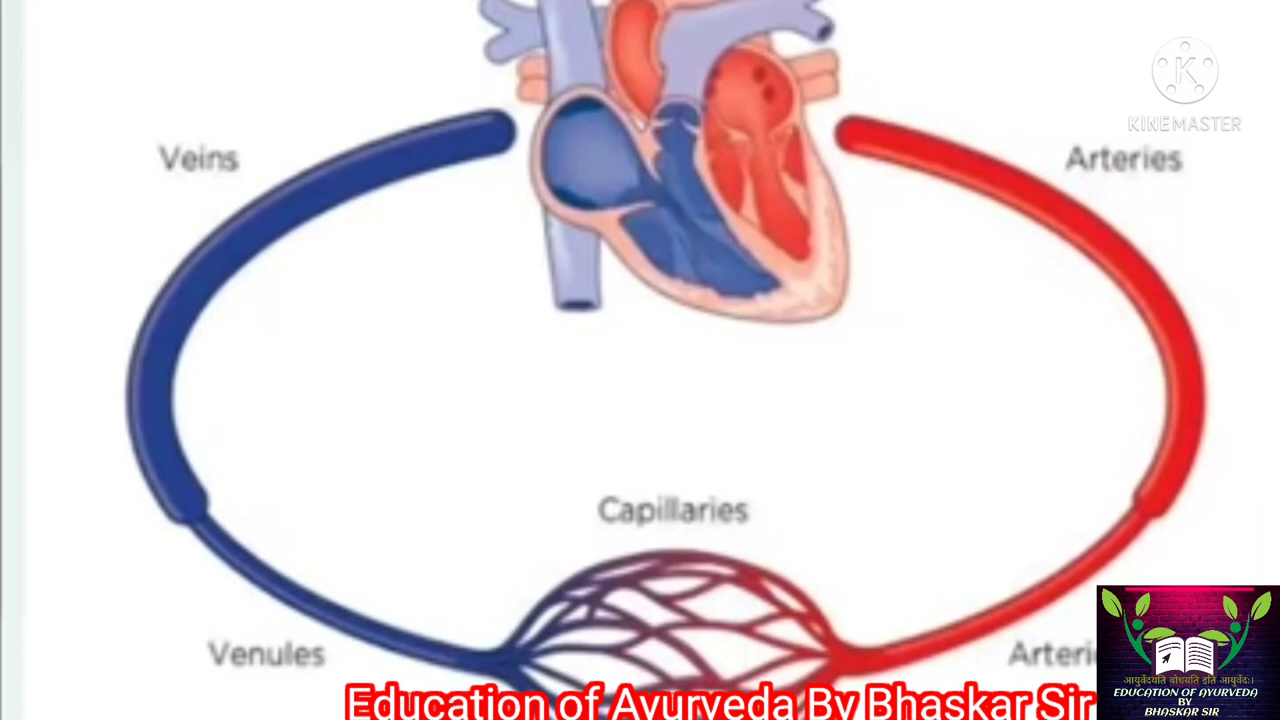 KINEMASTER
Veins
Arteries
Capillaries
Venules
Arteri
Education of Ayurveda By Bhaskar Sir
आयुर्वेदयति बोधयति इति आयुर्वेदः।
EDUCATION OF AYURVEDA
BY
BHASKAR SIR